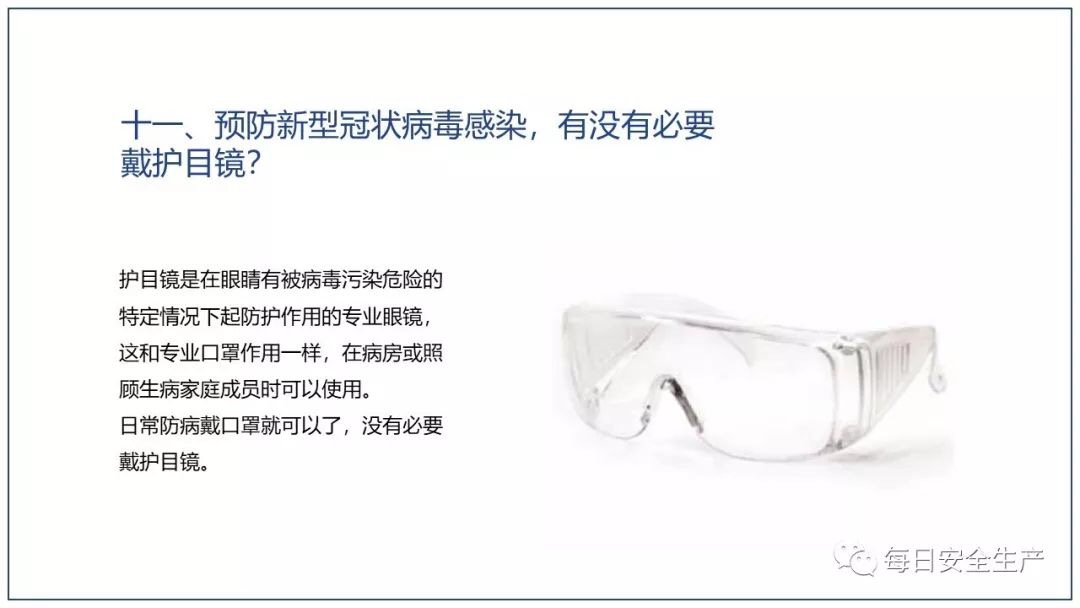 十一、预防新型冠状病毒感染，有没有必要
戴护目镜？
护目镜是在眼睛有被病毒污染危险的
特定情况下起防护作用的专业眼镜，
这和专业口罩作用一样，在病房或照
顾生病家庭成员时可以使用。
日常防病戴口罩就可以了，没有必要
戴护目镜。
每日安全生产